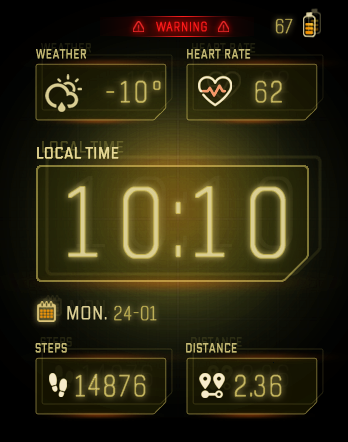 WARNING 67
WEATHER HEART RATE
-10° 62
LOCAL TIME
10:10
MON. 24-01
STEPS DISTANCE
14876 2.36